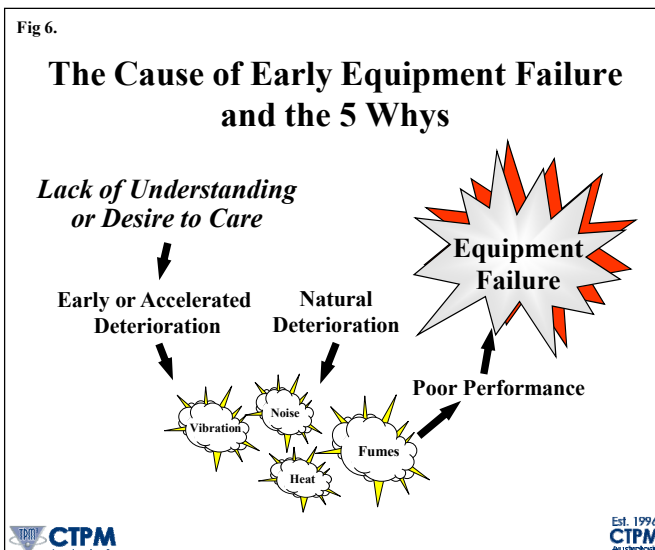 Fig 6.
The Cause of Early Equipment Failure
and the 5 Whys
Lack of Understanding
or Desire to Care
Equipment
Failure
Early or Accelerated
Deterioration
Natural
Deterioration
Poor Performance
Vibration
Noise
Heat
Fumes
TPM
CTPM
Est. 1996
CTPM